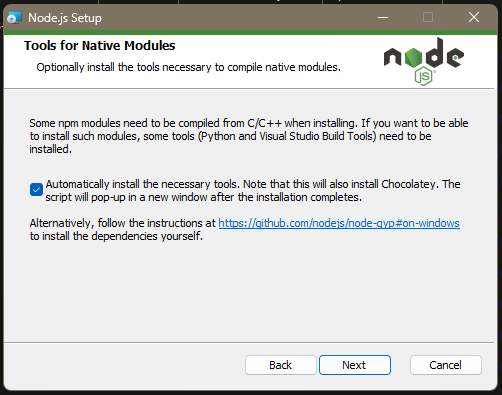 Node.js Setup
Tools for Native Modules
Optionally install the tools necessary to compile native modules.
node
JS
Some npm modules need to be compiled from C/C++ when installing. If you want to be able
to install such modules, some tools (Python and Visual Studio Build Tools) need to be
installed.
Automatically install the necessary tools. Note that this will also install Chocolatey. The
script will pop-up in a new window after the installation completes.
Alternatively, follow the instructions at https://github.com/nodejs/node-gyp#on-windows
to install the dependencies yourself.
Back
Next
Cancel